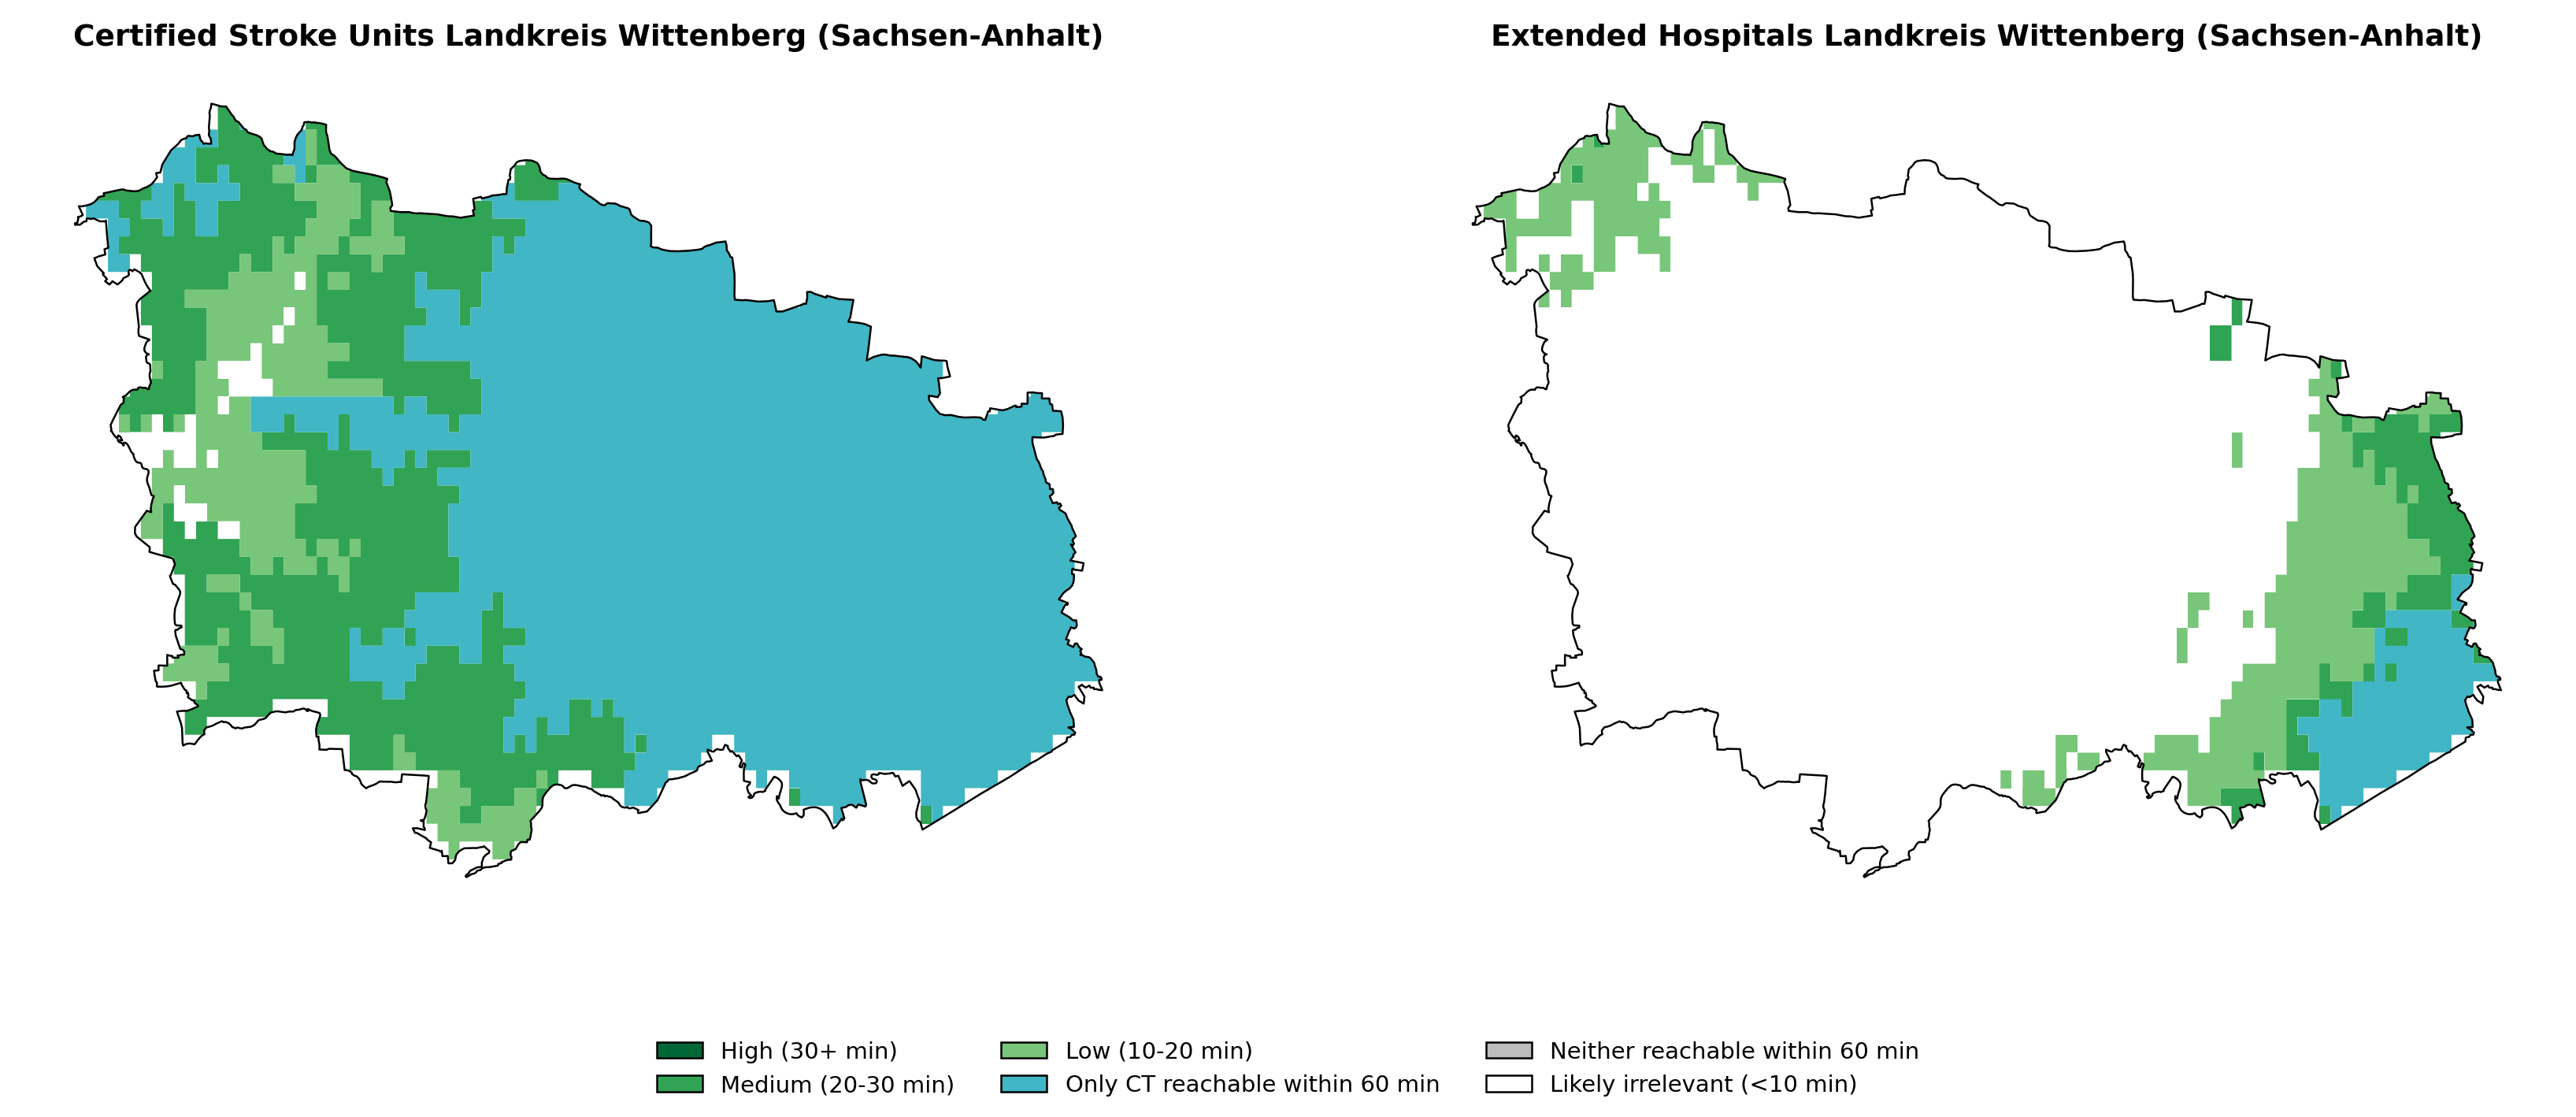 Certified Stroke Units Landkreis Wittenberg (Sachsen-Anhalt)
Extended Hospitals Landkreis Wittenberg (Sachsen-Anhalt)
High (30+ min)
Medium (20-30 min)
Low (10-20 min)
Only CT reachable within 60 min
Neither reachable within 60 min
Likely irrelevant (<10 min)